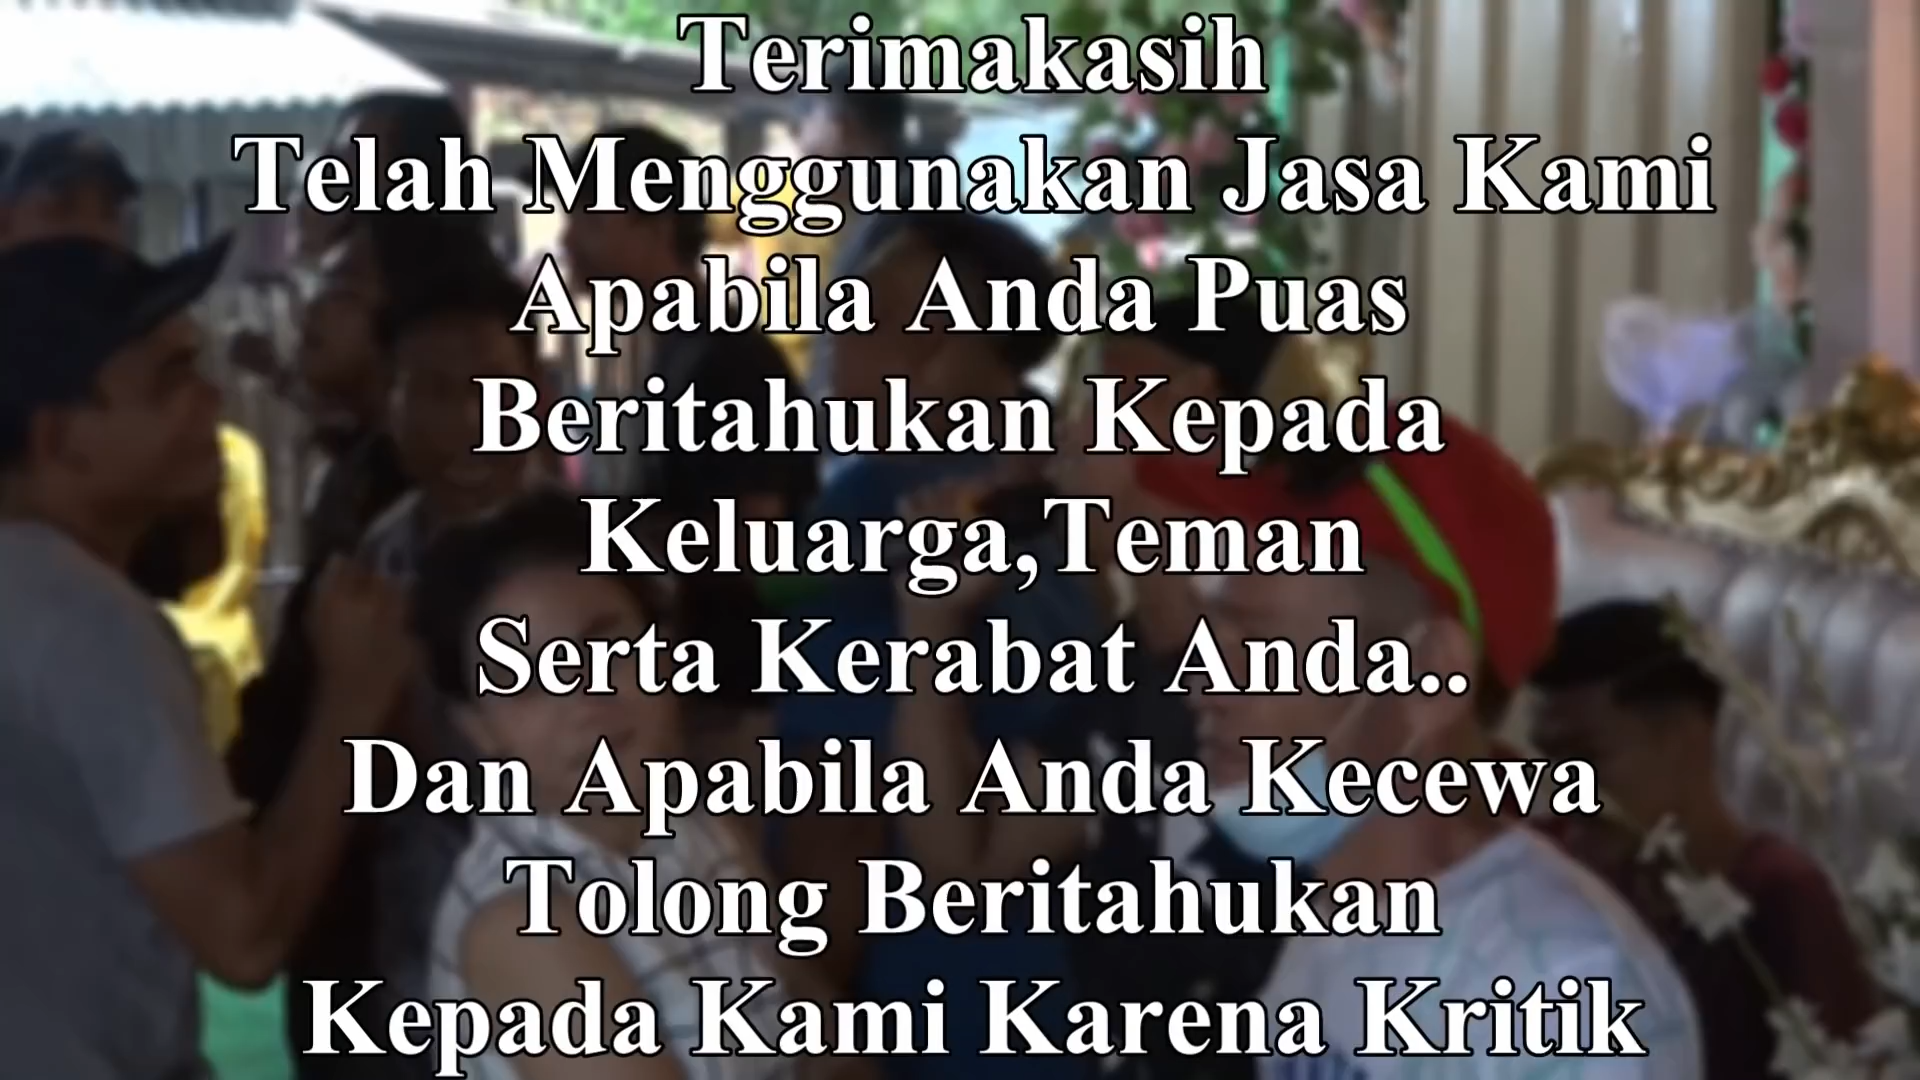 Terimakasih
Telah Menggunakan Jasa Kami
Apabila Anda Puas
Beritahukan Kepada
Keluarga,Teman
Serta Kerabat Anda..
Dan Apabila Anda Kecewa
Tolong Beritahukan
Kepada Kami Karena Kritik